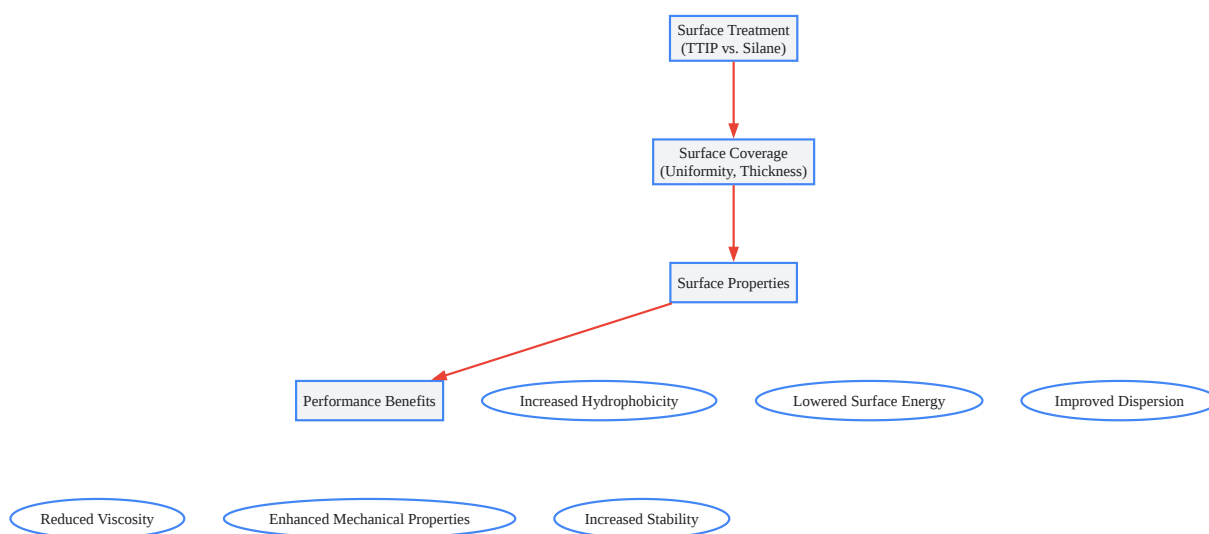 Surface Treatment
(TTIP vs. Silane)
Surface Coverage
(Uniformity, Thickness)
Surface Properties
Performance Benefits
Increased Hydrophobicity
Lowered Surface Energy
Improved Dispersion
Reduced Viscosity
Enhanced Mechanical Properties
Increased Stability